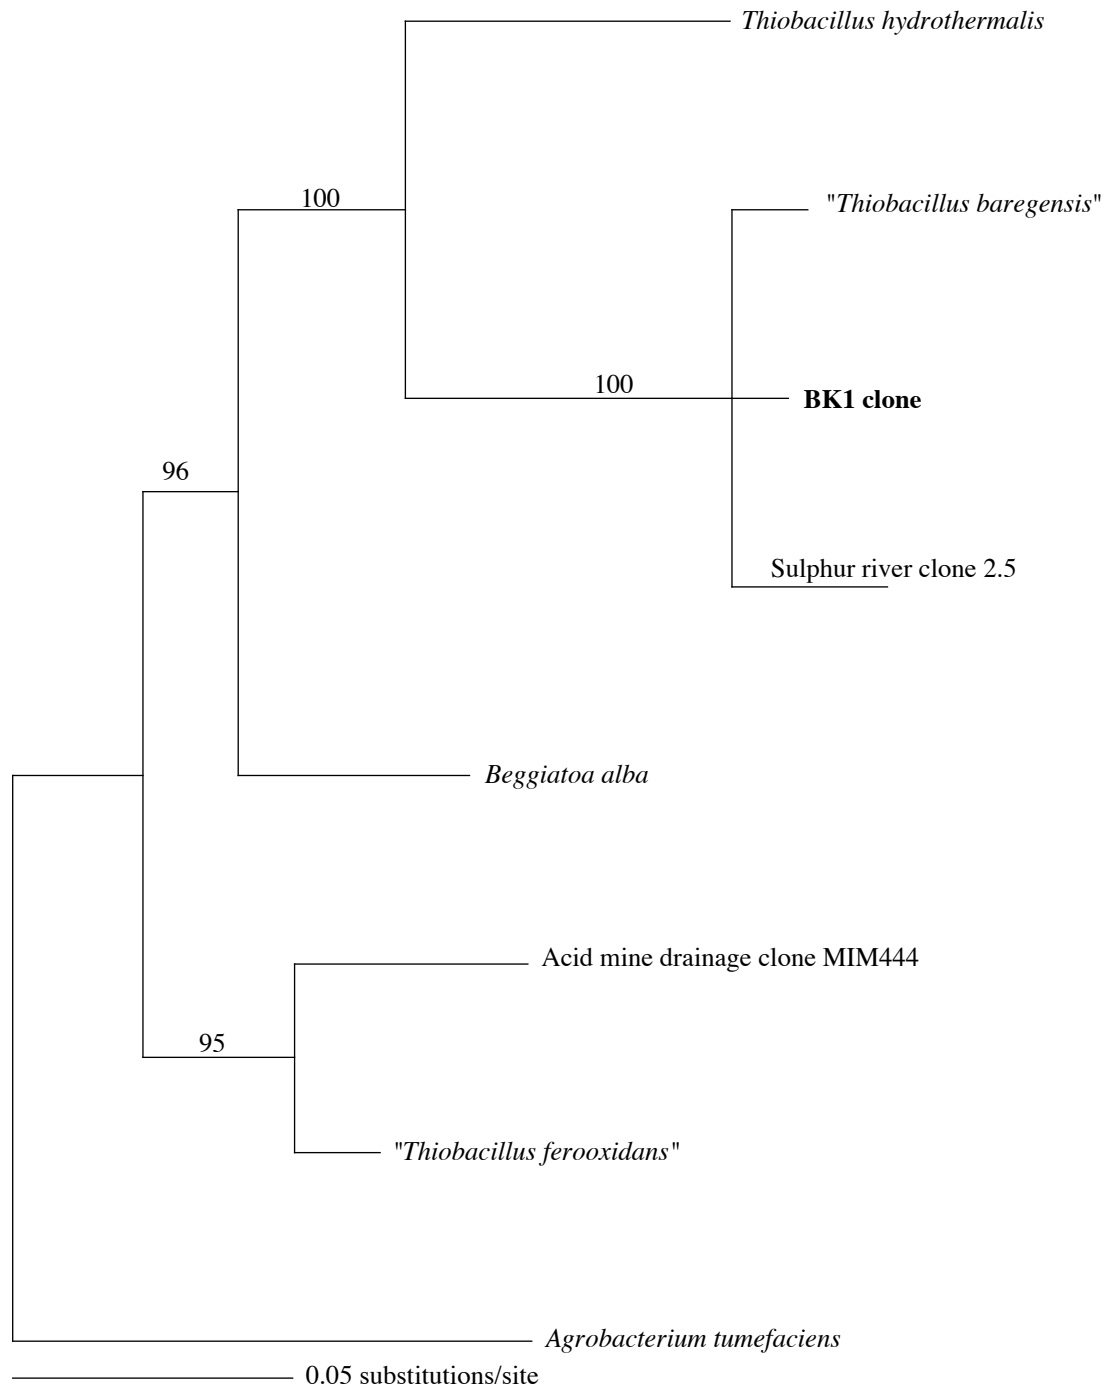 Thiobacillus hydrothermalis
100
"Thiobacillus baregensis"
100
BK1 clone
96
Sulphur river clone 2.5
Beggiatoa alba
Acid mine drainage clone MIM444
95
"Thiobacillus ferooxidans"
Agrobacterium tumefaciens
0.05 substitutions/site